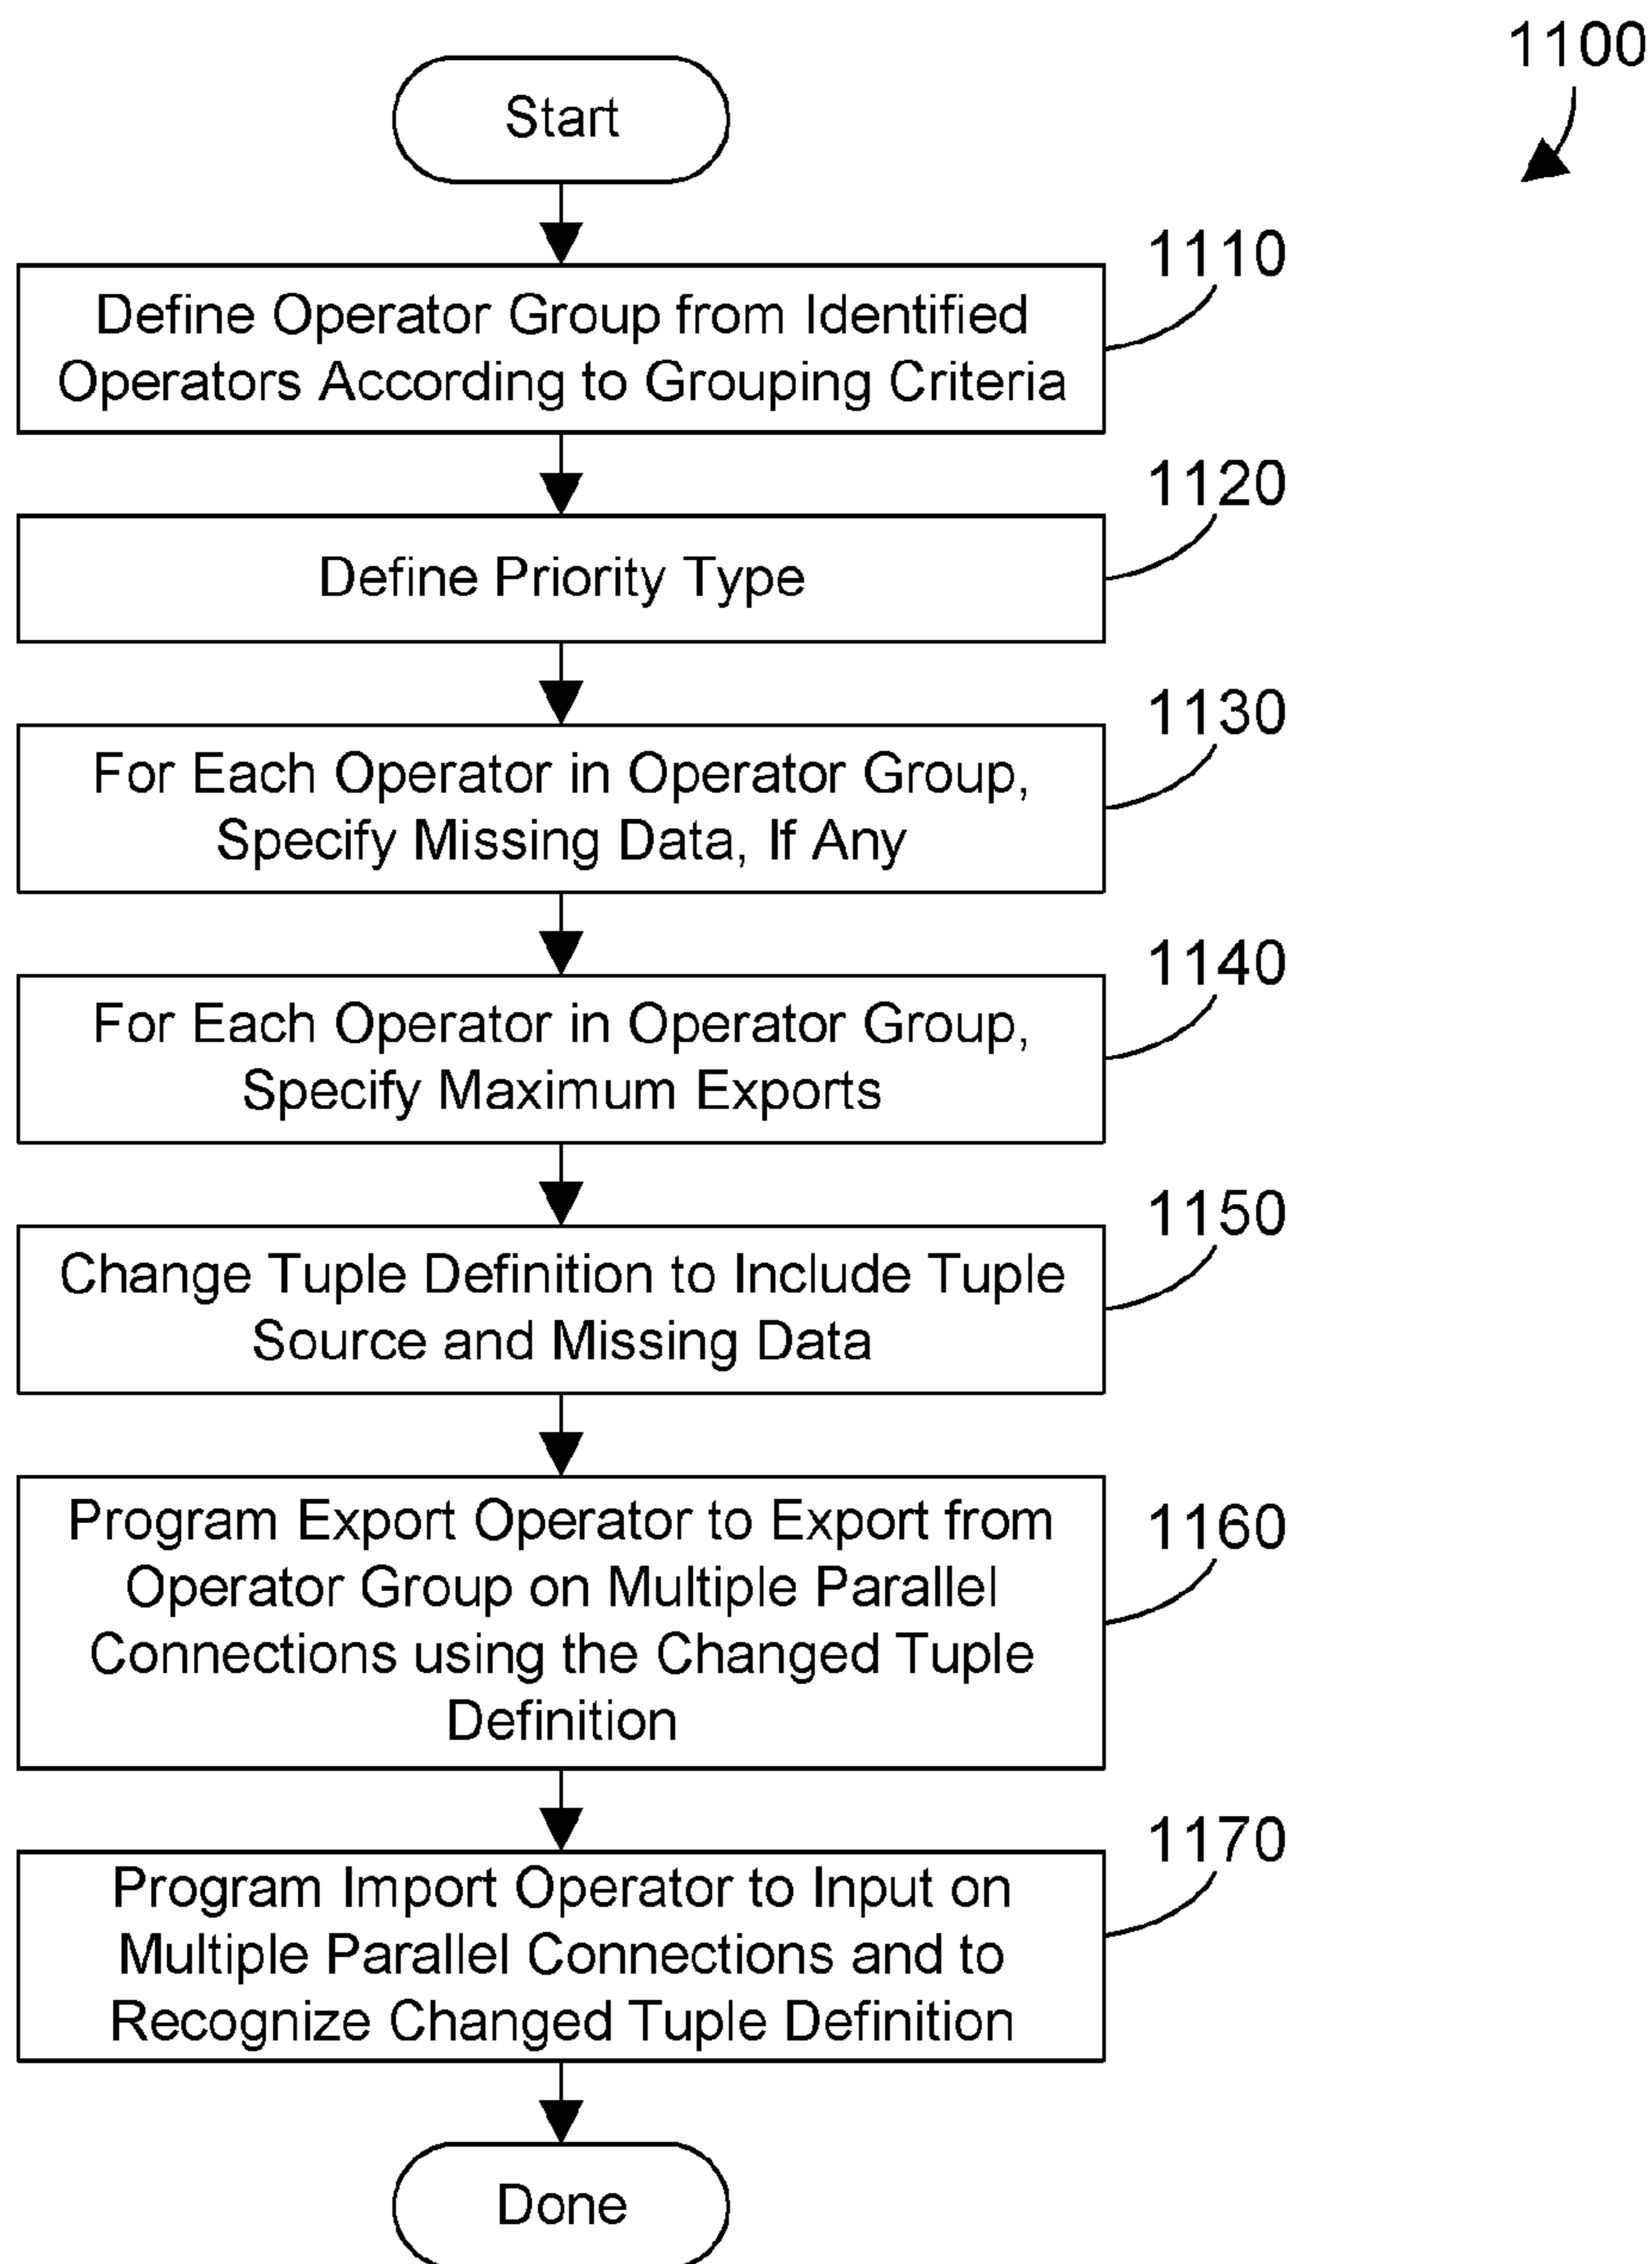 1100
Start
1110
Define Operator Group from Identified
Operators According to Grouping Criteria
1120
Define Priority Type
1130
For Each Operator in Operator Group,
Specify Missing Data, If Any
1140
For Each Operator in Operator Group,
Specify Maximum Exports
1150
Change Tuple Definition to Include Tuple
Source and Missing Data
1160
Program Export Operator to Export from
Operator Group on Multiple Parallel
Connections using the Changed Tuple
Definition
1170
Program Import Operator to Input on
Multiple Parallel Connections and to
Recognize Changed Tuple Definition
Done